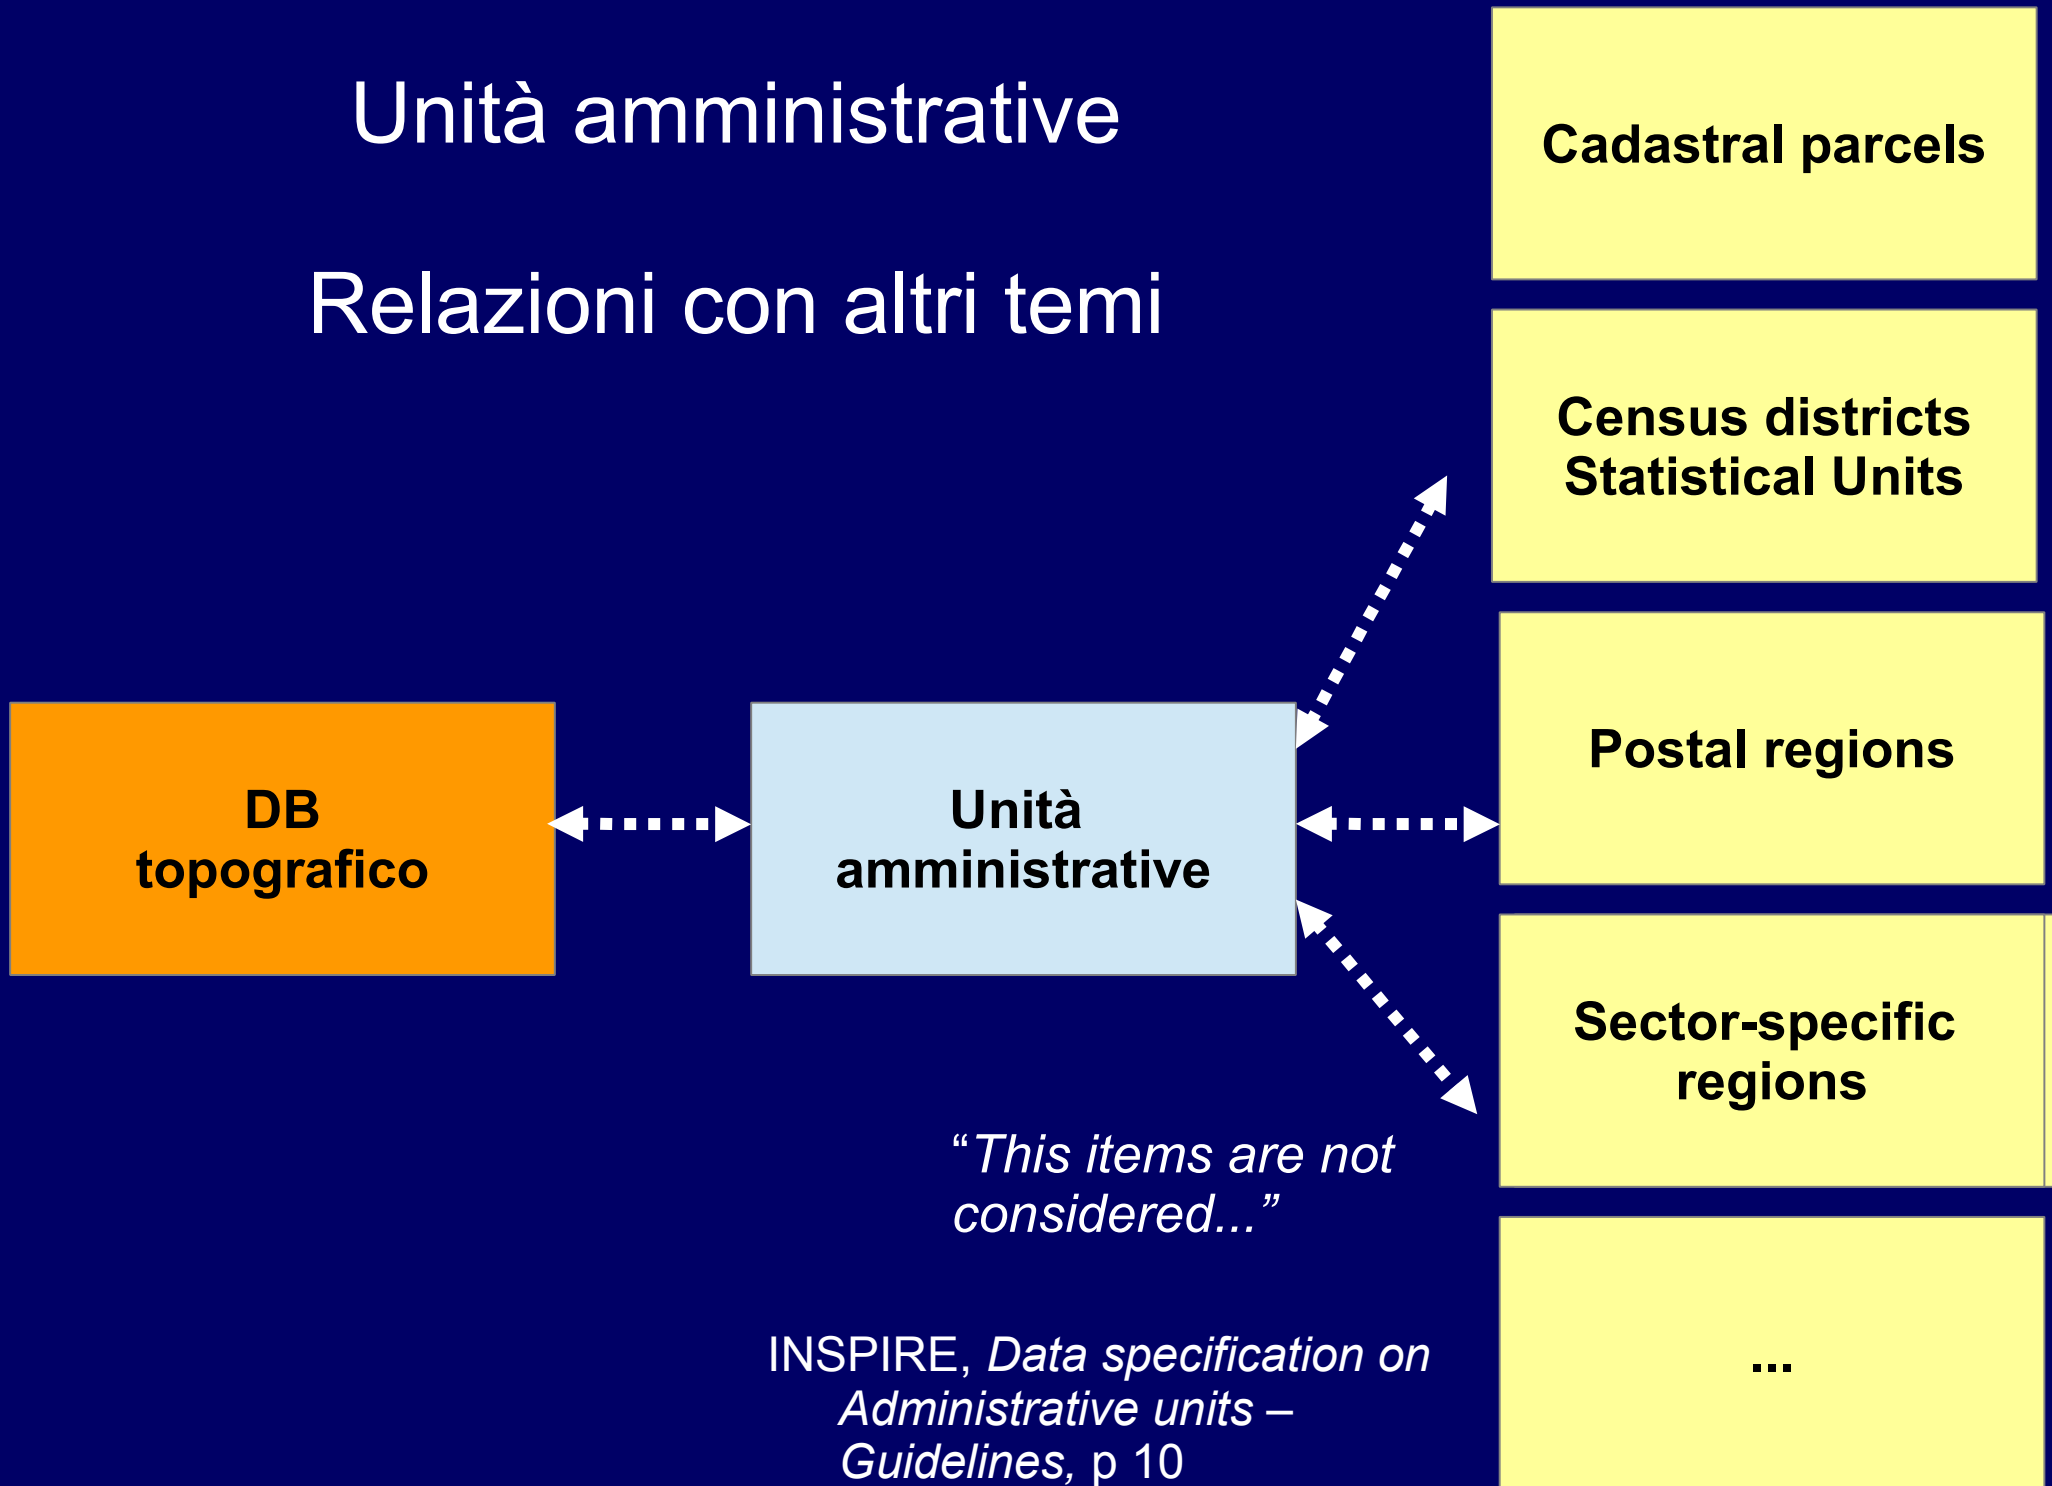 Unità amministrative
Relazioni con altri temi
Cadastral parcels
Census districts
Statistical Units
Postal regions
DB
topografico
Unità
amministrative
Sector-specific
regions
“This items are not
considered...”
INSPIRE, Data specification on
Administrative units –
Guidelines, p 10
...